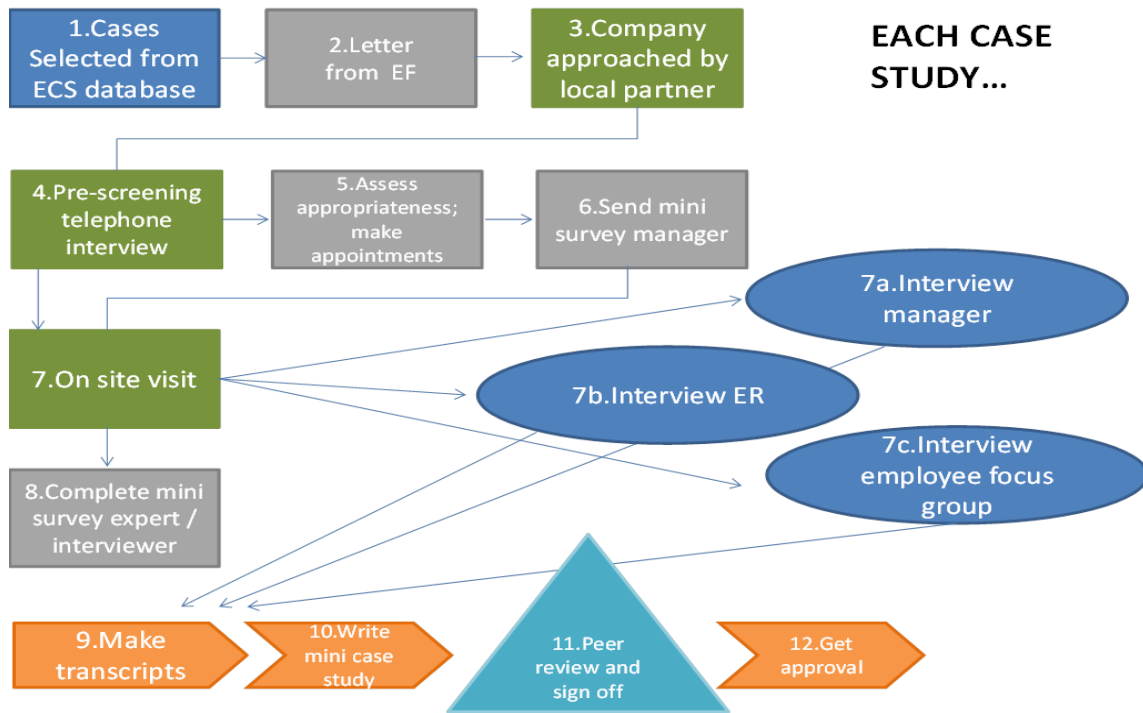 1.Cases
Selected from
ECS database
2.Letter
from EF
3.Company
approached by
local partner
EACH CASE
STUDY...
4.Pre-screening
telephone
interview
5.Assess
appropriateness;
make
appointments
6.Send mini
survey manager
7a.Interview
manager
7.On site visit
7b.Interview ER
7c.Interview
employee focus
group
8.Complete mini
survey expert /
interviewer
9.Make
transcripts
10.Write
mini case
study
11.Peer
review and
sign off
12.Get
approval